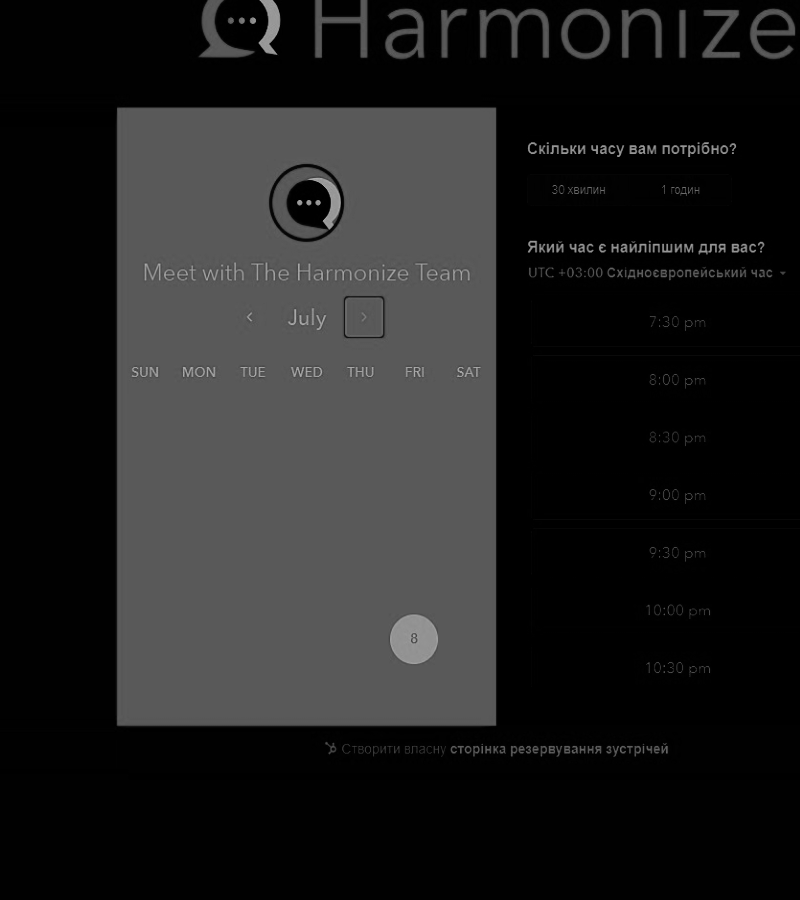 Harmonize
Meet with The Harmonize Team
July
SUN MON TUE WED THU FRI SAT
8
Скільки часу вам потрібно?
30 хвилин 1 годин
Який час є найліпшим для вас?
UTC +03:00 Східноєвропейський час
7:30 pm
8:00 pm
8:30 pm
9:00 pm
9:30 pm
10:00 pm
10:30 pm
Створити власну сторінка резервування зустрічей